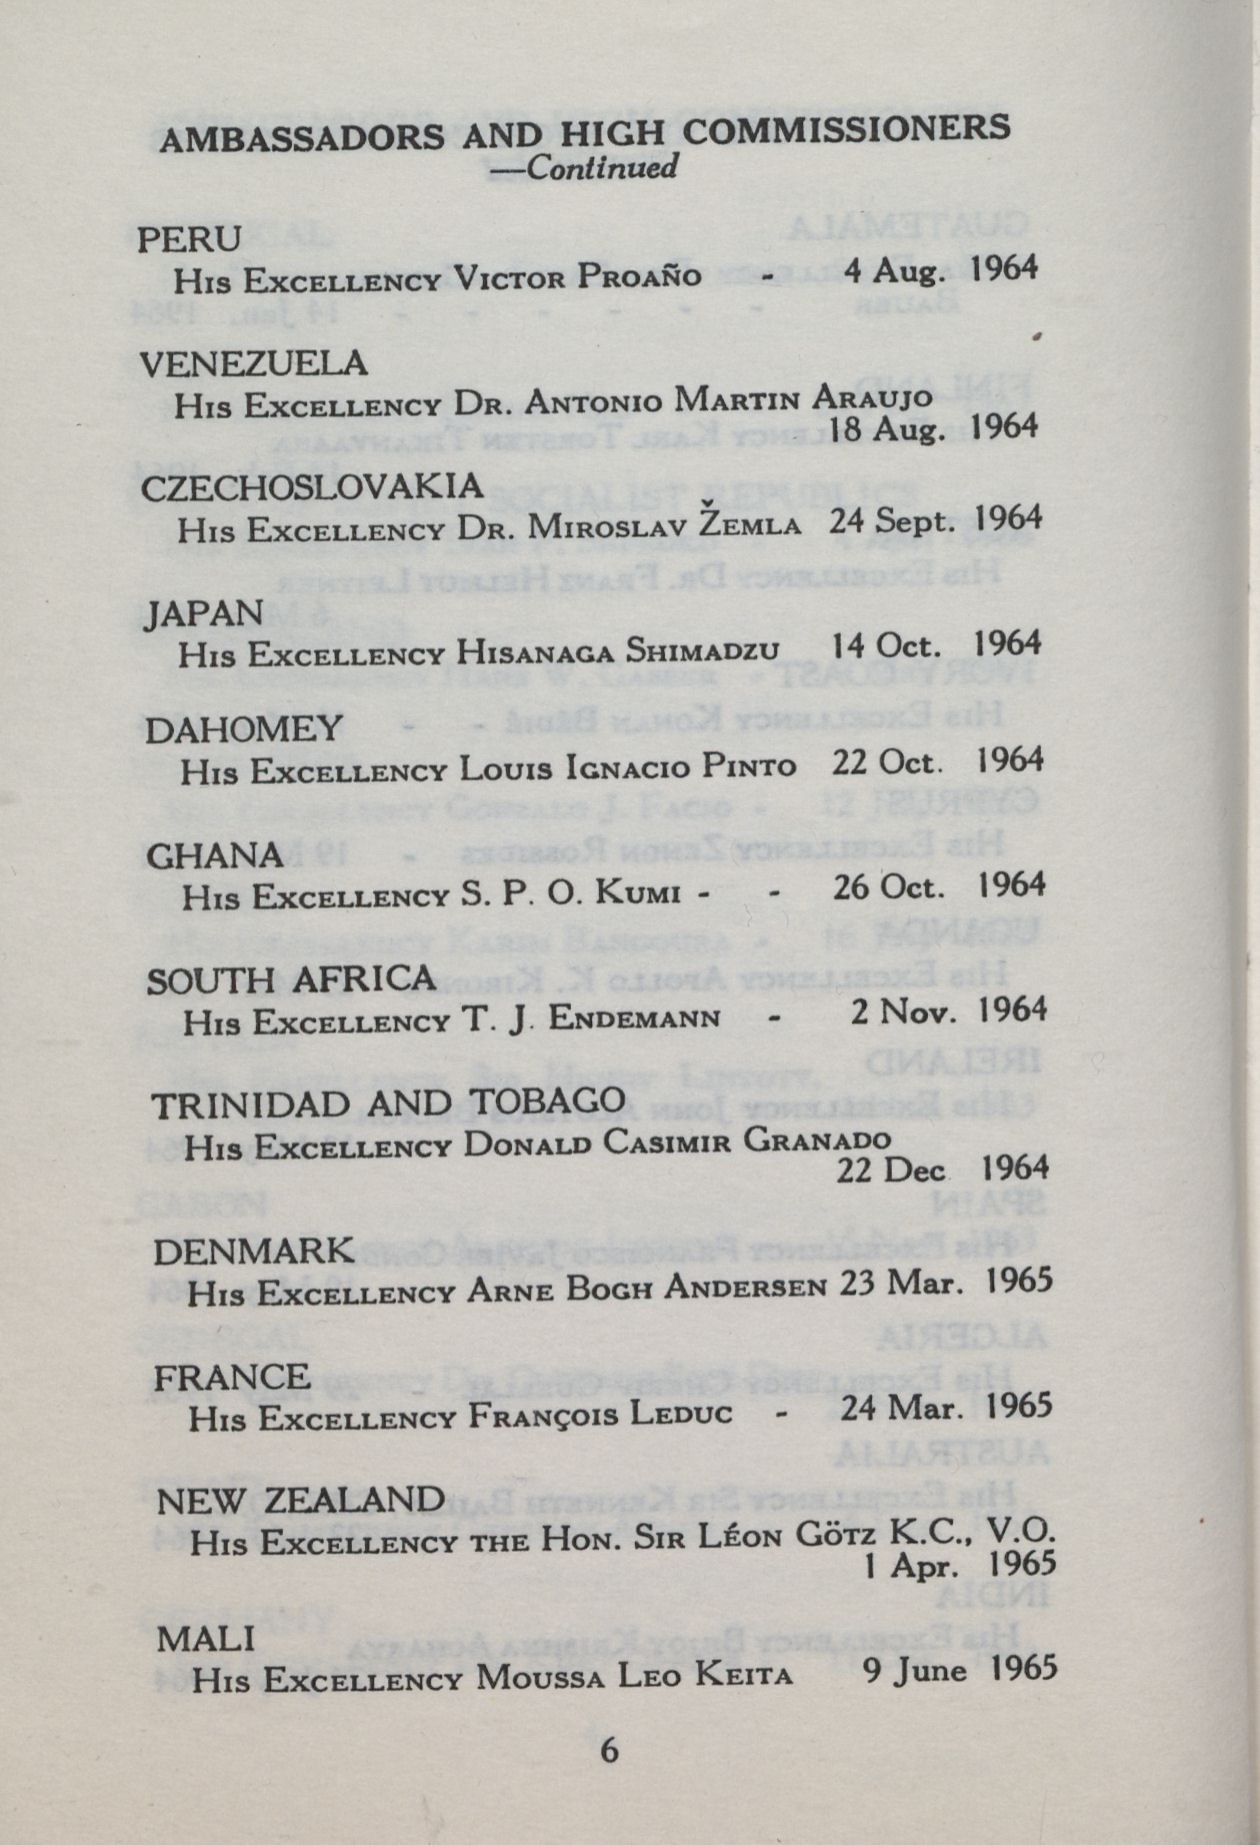 AMBASSADORS AND HIGH COMMISSIONERS
—Continued
PERU
His Excellency Victor Proaño - 4 Aug. 1964
VENEZUELA
His Excellency Dr. Antonio Martin Araujo
18 Aug. 1964
CZECHOSLOVAKIA
His Excellency Dr. Miroslav Žemla 24 Sept. 1964
JAPAN
His Excellency Hisanaga Shimadzu 14 Oct. 1964
DAHOMEY
His Excellency Louis Ignacio Pinto 22 Oct. 1964
GHANA
His Excellency S. P. O. Kumi - - 26 Oct. 1964
SOUTH AFRICA
His Excellency T. J. Endemann - 2 Nov. 1964
TRINIDAD AND TOBAGO
His Excellency Donald Casimir Granado
22 Dec 1964
DENMARK
His Excellency Arne Bogh Andersen 23 Mar. 1965
FRANCE
His Excellency François Leduc - 24 Mar. 1965
NEW ZEALAND
His Excellency the Hon. Sir Léon Götz K.C., V.O.
1 Apr. 1965
MALI
His Excellency Moussa Leo Keita 9 June 1965
6